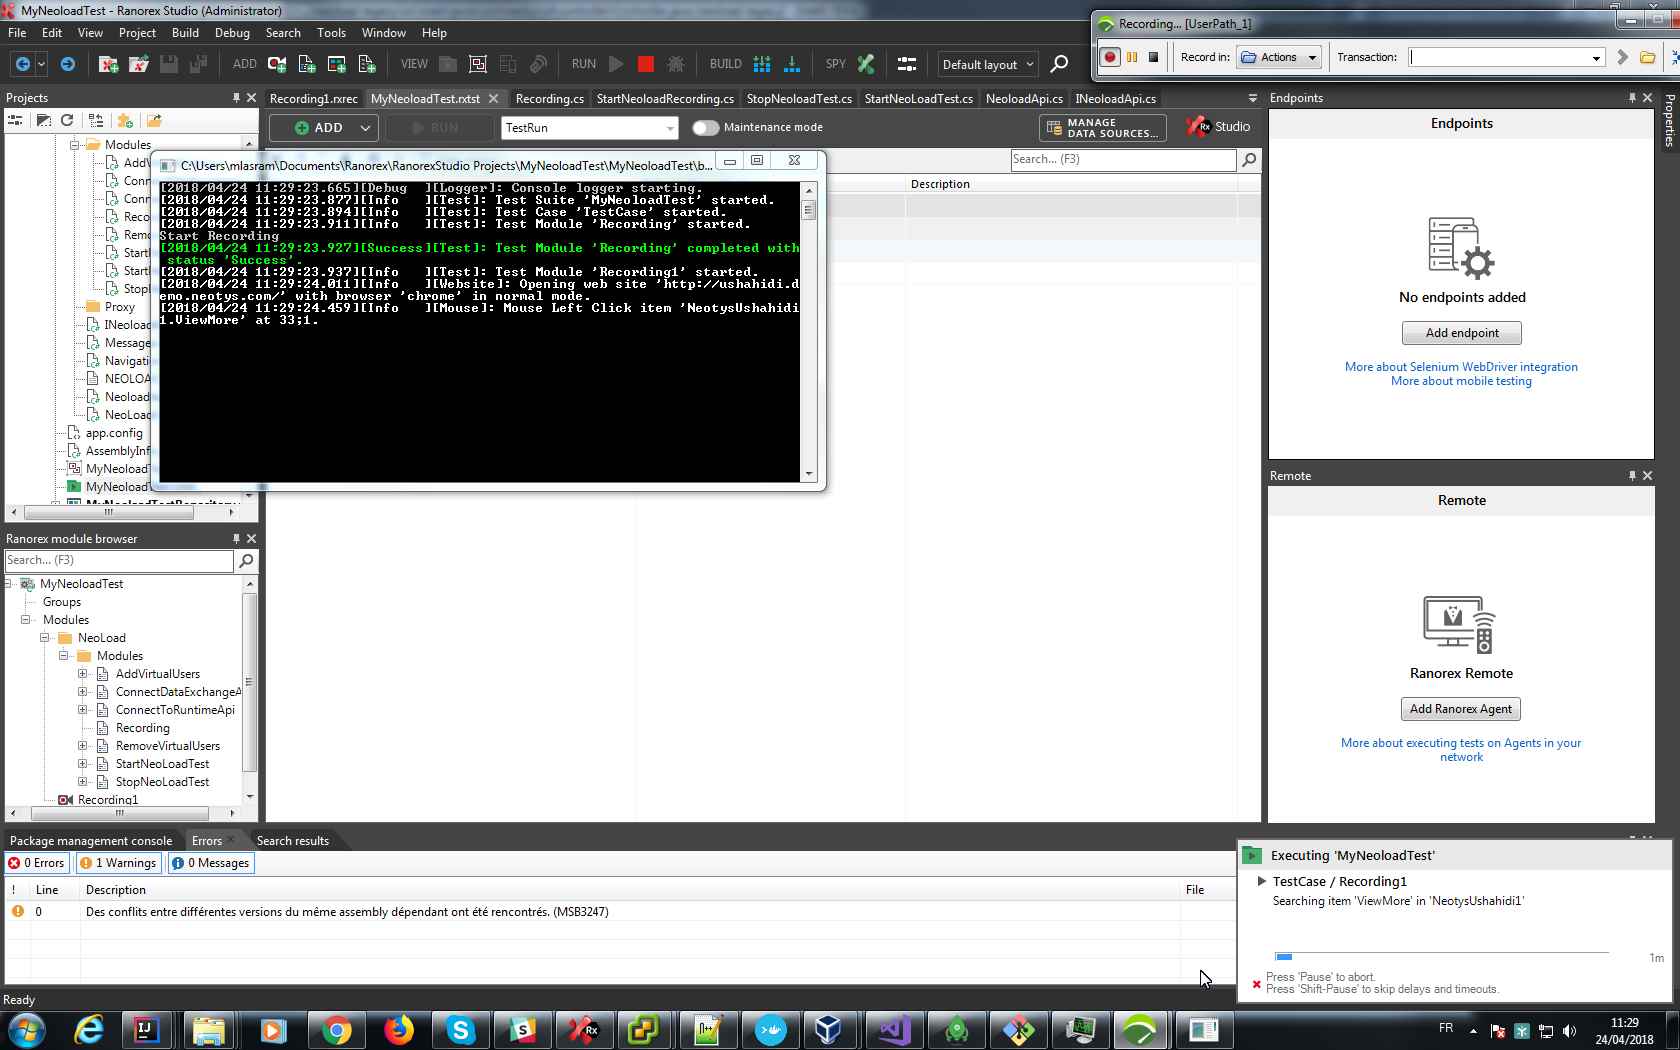 MyNeoloadTest - Ranorex Studio (Administrator)
File Edit View Project Build Debug Search Tools Window Help
ADD VIEW RUN BUILD SPY Default layout
Recording... [UserPath_1]
Record in: Actions Transaction:
Projects
Recording1.rxrec MyNeoloadTest.rxtst Recording.cs StartNeoloadRecording.cs StopNeoloadTest.cs StartNeoLoadTest.cs NeoloadApi.cs INeoloadApi.cs
ADD RUN TestRun Maintenance mode MANAGE DATA SOURCES... Rx Studio
Search... (F3)
Description
Modules
Add
Conn
Conn
Reco
Remo
Start
Start
Stop
Proxy
INeoload
Message
Navigati
NEOLOA
Neoload
NeoLoad
app.config
AssemblyInf
MyNeoloadT
MyNeoload
MyNeoloadTestRepository
C:\Users\mlasram\Documents\Ranorex\RanorexStudio Projects\MyNeoloadTest\MyNeoloadTest\b...
[2018/04/24 11:29:23.665][Debug  ][Logger]: Console logger starting.
[2018/04/24 11:29:23.877][Info   ][Test]: Test Suite 'MyNeoloadTest' started.
[2018/04/24 11:29:23.894][Info   ][Test]: Test Case 'TestCase' started.
[2018/04/24 11:29:23.911][Info   ][Test]: Test Module 'Recording' started.
Start Recording
[2018/04/24 11:29:23.927][Success][Test]: Test Module 'Recording' completed with
 status 'Success'.
[2018/04/24 11:29:23.937][Info   ][Test]: Test Module 'Recording1' started.
[2018/04/24 11:29:24.011][Info   ][Website]: Opening web site 'http://ushahidi.d
emo.neotys.com/' with browser 'chrome' in normal mode.
[2018/04/24 11:29:24.459][Info   ][Mouse]: Mouse Left Click item 'NeotysUshahidi
1.ViewMore' at 33;1.
Ranorex module browser
Search... (F3)
MyNeoloadTest
Groups
Modules
NeoLoad
Modules
AddVirtualUsers
ConnectDataExchangeA
ConnectToRuntimeApi
Recording
RemoveVirtualUsers
StartNeoLoadTest
StopNeoLoadTest
Recording1
Endpoints
Endpoints
No endpoints added
Add endpoint
More about Selenium WebDriver integration
More about mobile testing
Properties
Remote
Remote
Ranorex Remote
Add Ranorex Agent
More about executing tests on Agents in your
network
Package management console Errors Search results
0 Errors 1 Warnings 0 Messages
! Line Description File
0 Des conflits entre différentes versions du même assembly dépendant ont été rencontrés. (MSB3247)
Executing 'MyNeoloadTest'
TestCase / Recording1
Searching item 'ViewMore' in 'NeotysUshahidi1'
1m
Press 'Pause' to abort.
Press 'Shift-Pause' to skip delays and timeouts.
Ready
FR
11:29
24/04/2018